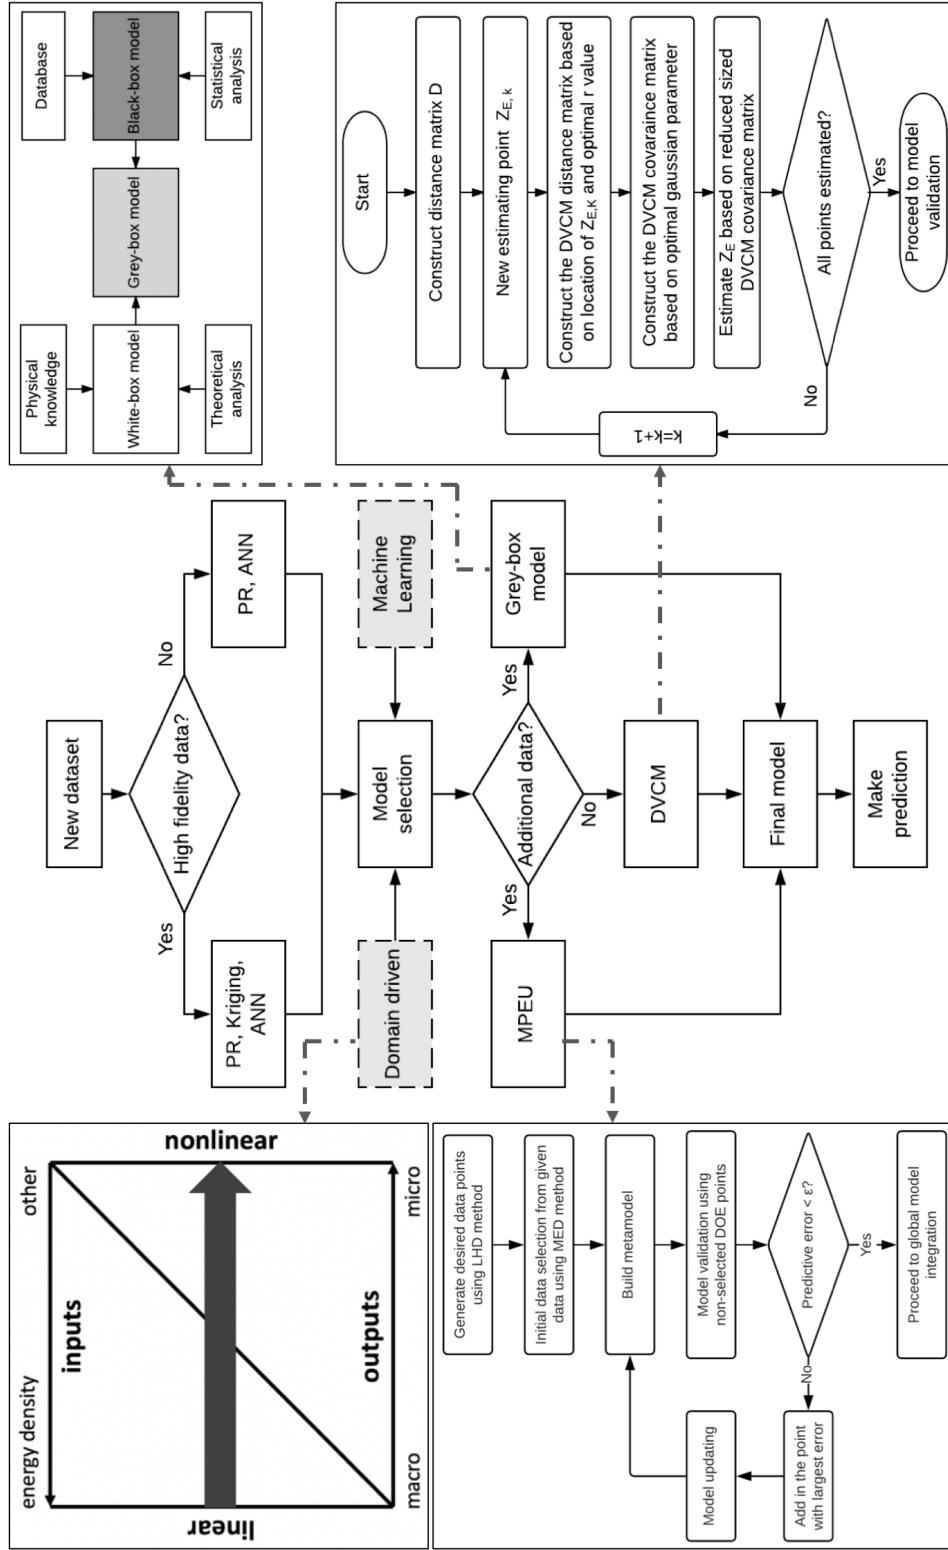 other
nonlinear
micro
inputs
outputs
energy density
linear
macro
Generate desired data points
using LHD method
Initial data selection from given
data using MED method
Build metamodel
Model validation using
non-selected DOE points
Predictive error < ε?
Yes
Proceed to global model
integration
No
Add in the point
with largest error
Model updating
New dataset
High fidelity data?
Yes
No
PR, Kriging,
ANN
PR, ANN
Domain driven
Model
selection
Machine
Learning
Additional data?
Yes
Yes
No
MPEU
DVCM
Grey-box
model
Final model
Make
prediction
Physical
knowledge
White-box model
Theoretical
analysis
Grey-box model
Database
Black-box model
Statistical
analysis
Start
Construct distance matrix D
New estimating point Z_E, k
Construct the DVCM distance matrix based
on location of Z_E,K and optimal r value
Construct the DVCM covaraince matrix
based on optimal gaussian parameter
Estimate Z_E based on reduced sized
DVCM covariance matrix
All points estimated?
No
k=k+1
Yes
Proceed to model
validation